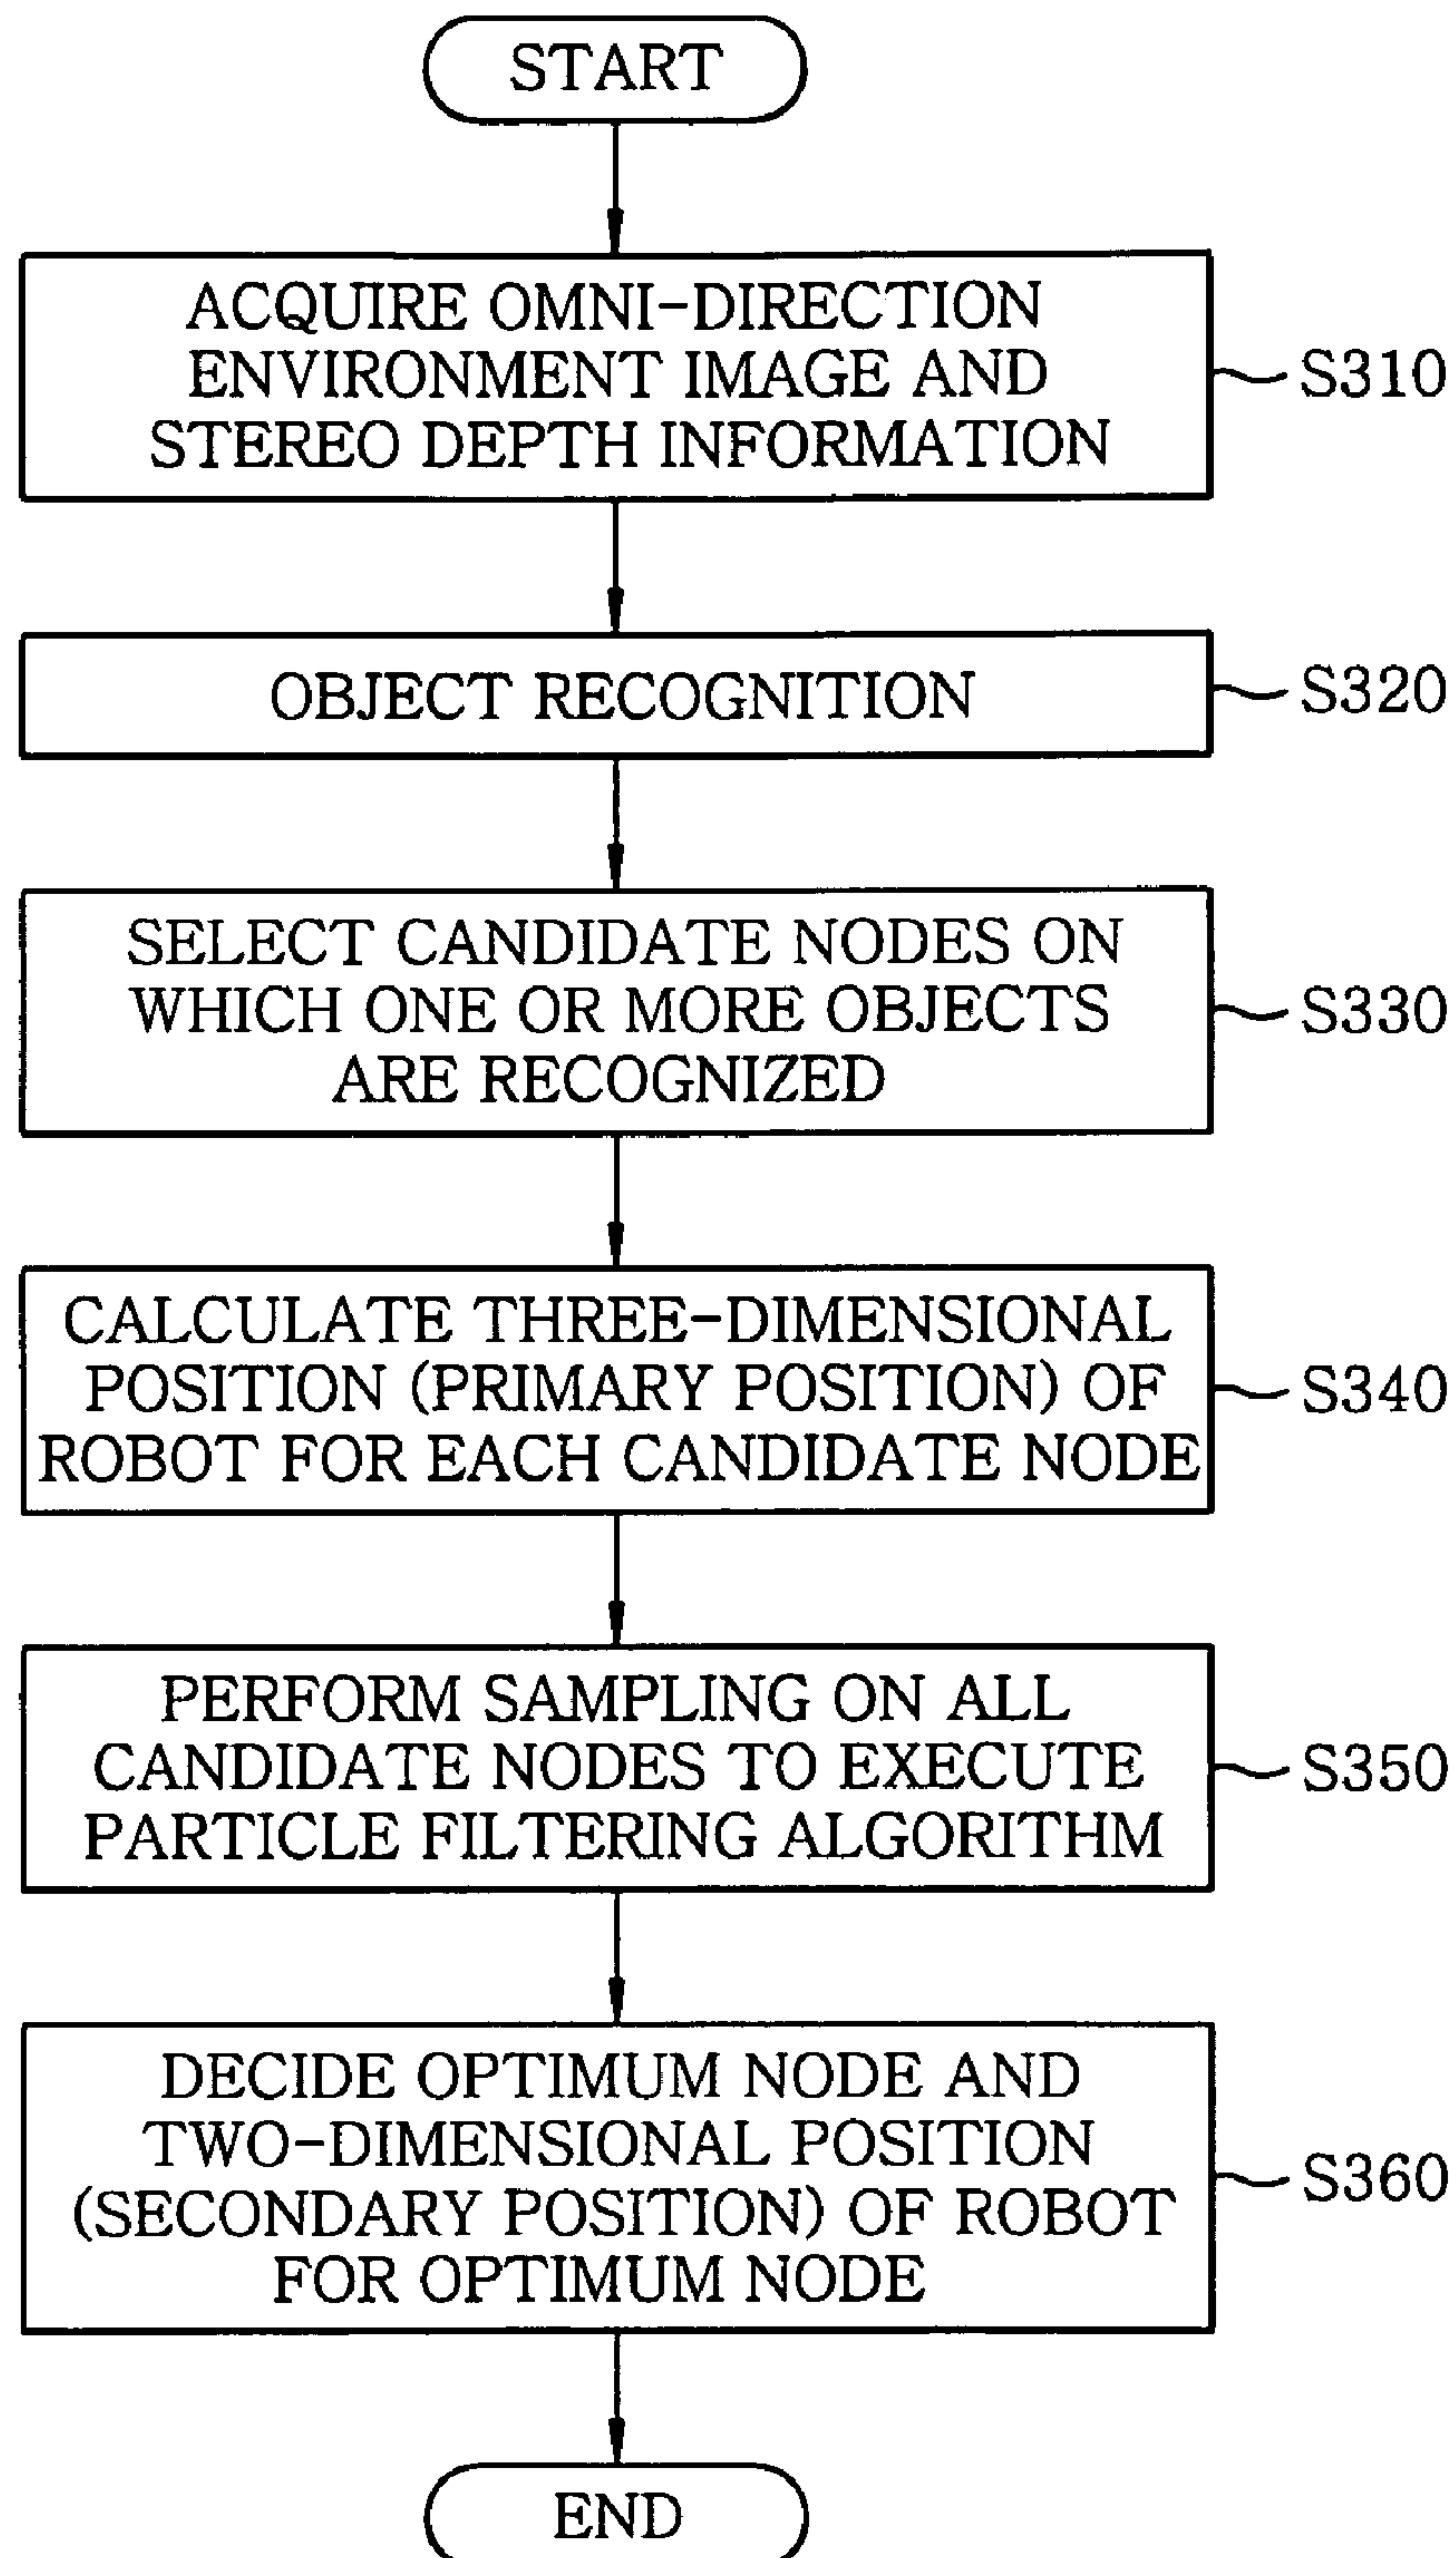 START
ACQUIRE OMNI-DIRECTION
ENVIRONMENT IMAGE AND
STEREO DEPTH INFORMATION
S310
OBJECT RECOGNITION
S320
SELECT CANDIDATE NODES ON
WHICH ONE OR MORE OBJECTS
ARE RECOGNIZED
S330
CALCULATE THREE-DIMENSIONAL
POSITION (PRIMARY POSITION) OF
ROBOT FOR EACH CANDIDATE NODE
S340
PERFORM SAMPLING ON ALL
CANDIDATE NODES TO EXECUTE
PARTICLE FILTERING ALGORITHM
S350
DECIDE OPTIMUM NODE AND
TWO-DIMENSIONAL POSITION
(SECONDARY POSITION) OF ROBOT
FOR OPTIMUM NODE
S360
END